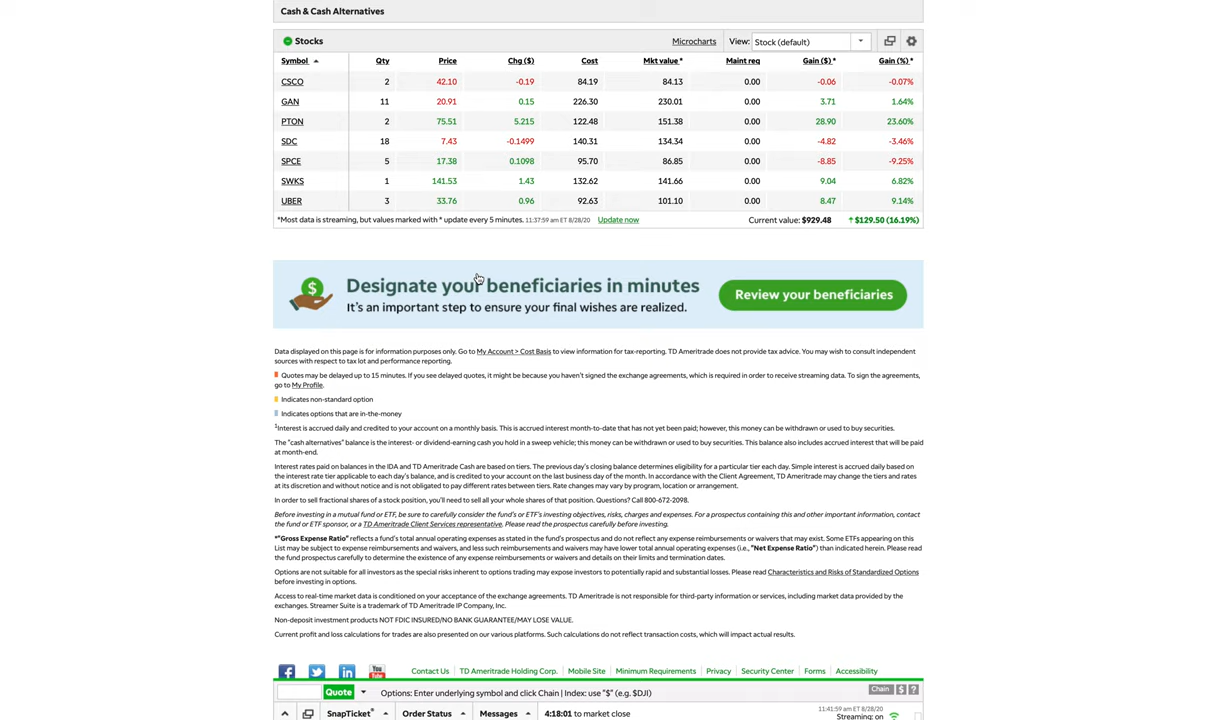 Cash & Cash Alternatives
Stocks Microcharts View: Stock (default)
Symbol Qty Price Chg ($) Cost Mkt value * Maint req Gain ($) * Gain (%) *
CSCO 2 42.10 -0.19 84.19 84.13 0.00 -0.06 -0.07%
GAN 11 20.91 0.15 226.30 230.01 0.00 3.71 1.64%
PTON 2 75.51 5.215 122.48 151.38 0.00 28.90 23.60%
SDC 18 7.43 -0.1499 140.31 134.34 0.00 -4.82 -3.46%
SPCE 5 17.38 0.1098 95.70 86.85 0.00 -8.85 -9.25%
SWKS 1 141.53 1.43 132.62 141.66 0.00 9.04 6.82%
UBER 3 33.76 0.96 92.63 101.10 0.00 8.47 9.14%
*Most data is streaming, but values marked with * update every 5 minutes. 11:37:59 am ET 8/28/20 Update now Current value: $929.48 ↑$129.50 (16.19%)
Designate your beneficiaries in minutes
It's an important step to ensure your final wishes are realized.
Review your beneficiaries
Data displayed on this page is for information purposes only. Go to My Account > Cost Basis to view information for tax-reporting. TD Ameritrade does not provide tax advice. You may wish to consult independent
sources with respect to tax lot and performance reporting.
Quotes may be delayed up to 15 minutes. If you see delayed quotes, it might be because you haven't signed the exchange agreements, which is required in order to receive streaming data. To sign the agreements,
go to My Profile.
Indicates non-standard option
Indicates options that are in-the-money
1Interest is accrued daily and credited to your account on a monthly basis. This is accrued interest month-to-date that has not yet been paid; however, this money can be withdrawn or used to buy securities.
The "cash alternatives" balance is the interest- or dividend-earning cash you hold in a sweep vehicle; this money can be withdrawn or used to buy securities. This balance also includes accrued interest that will be paid
at month-end.
Interest rates paid on balances in the IDA and TD Ameritrade Cash are based on tiers. The previous day's closing balance determines eligibility for a particular tier each day. Simple interest is accrued daily based on
the interest rate tier applicable to each day's balance, and is credited to your account on the last business day of the month. In accordance with the Client Agreement, TD Ameritrade may change the tiers and rates
at its discretion and without notice and is not obligated to pay different rates between tiers. Rate changes may vary by program, location or arrangement.
In order to sell fractional shares of a stock position, you'll need to sell all your whole shares of that position. Questions? Call 800-672-2098.
Before investing in a mutual fund or ETF, be sure to carefully consider the fund's or ETF's investing objectives, risks, charges and expenses. For a prospectus containing this and other important information, contact
the fund or ETF sponsor, or a TD Ameritrade Client Services representative. Please read the prospectus carefully before investing.
*"Gross Expense Ratio" reflects a fund's total annual operating expenses as stated in the fund's prospectus and do not reflect any expense reimbursements or waivers that may exist. Some ETFs appearing on this
List may be subject to expense reimbursements and waivers, and less such reimbursements and waivers may have lower total annual operating expenses (i.e., "Net Expense Ratio") than indicated herein. Please read
the fund prospectus carefully to determine the existence of any expense reimbursements or waivers and details on their limits and termination dates.
Options are not suitable for all investors as the special risks inherent to options trading may expose investors to potentially rapid and substantial losses. Please read Characteristics and Risks of Standardized Options
before investing in options.
Access to real-time market data is conditioned on your acceptance of the exchange agreements. TD Ameritrade is not responsible for third-party information or services, including market data provided by the
exchanges. Streamer Suite is a trademark of TD Ameritrade IP Company, Inc.
Non-deposit investment products NOT FDIC INSURED/NO BANK GUARANTEE/MAY LOSE VALUE.
Current profit and loss calculations for trades are also presented on our various platforms. Such calculations do not reflect transaction costs, which will impact actual results.
Contact Us TD Ameritrade Holding Corp. Mobile Site Minimum Requirements Privacy Security Center Forms Accessibility
Quote Options: Enter underlying symbol and click Chain | Index: use "$" (e.g. $DJI) Chain $ ?
SnapTicket® Order Status Messages 4:18:01 to market close
11:41:59 am ET 8/28/20
Streaming: on